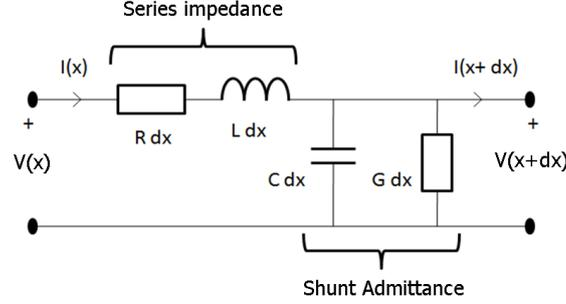 Series impedance
I(x)
I(x+ dx)
R dx
L dx
+
+
V(x)
C dx
G dx
V(x+dx)
Shunt Admittance